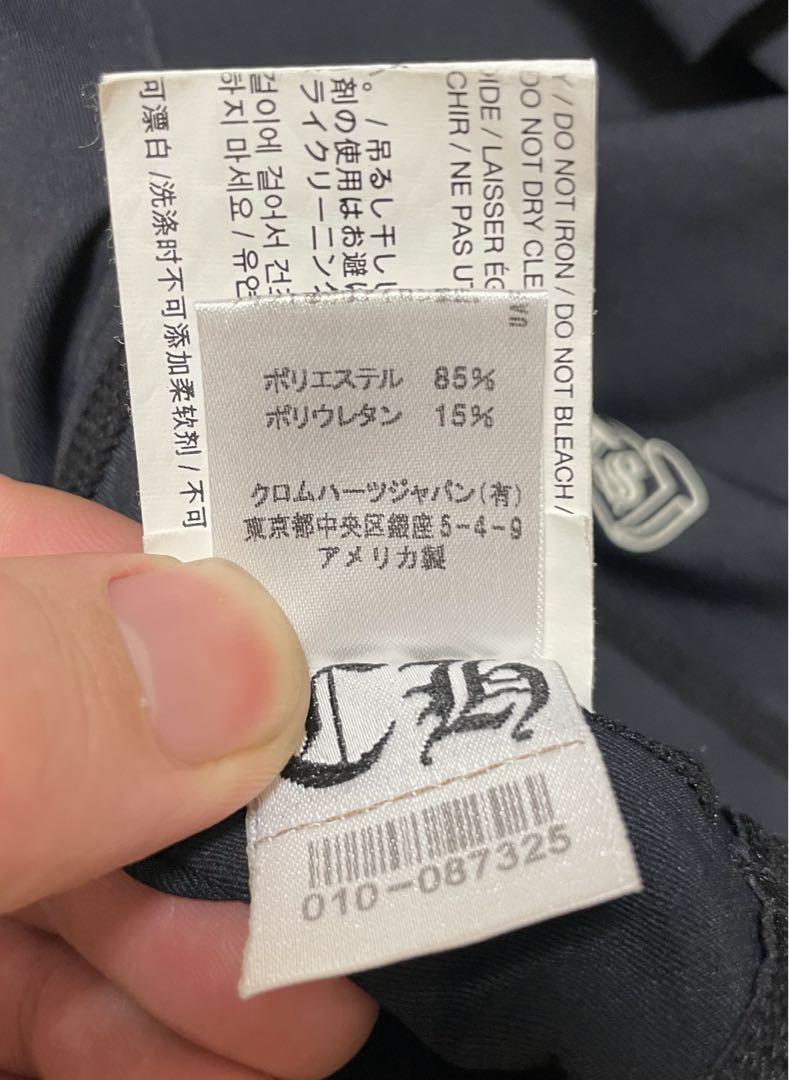 Y / DO NOT IRON / DO NOT BLEACH /
DO NOT DRY CLE
IDE / LAISSER ÉG
CHIR / NE PAS UT
。 / 吊るし干し
剤の使用はお避い
ライクリーニング
걸이에 걸어서 건
하지 마세요 / 유연
可漂白 /洗涤时不可添加柔软剂 / 不可
ポリエステル 85%
ポリウレタン 15%
クロムハーツジャパン(有)
東京都中央区銀座5-4-9
アメリカ製
010-087325